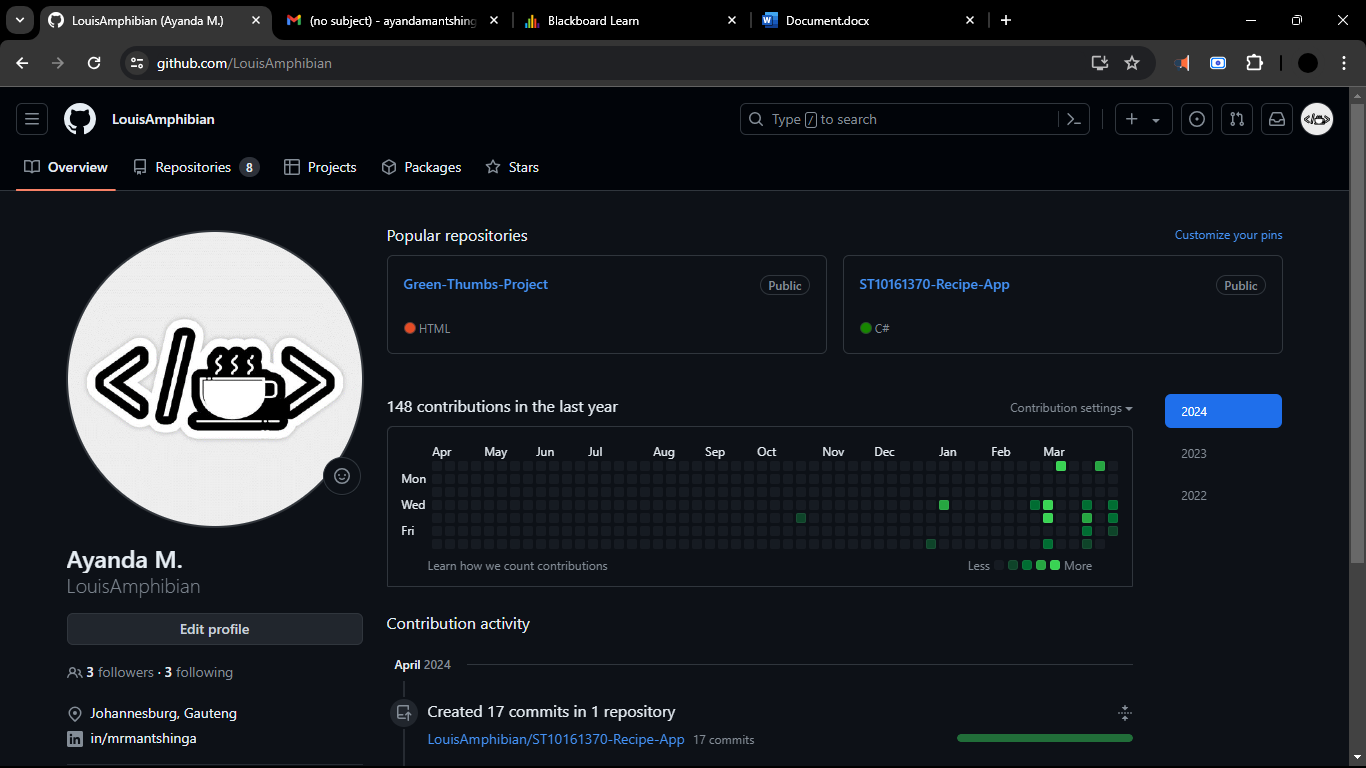 LouisAmphibian (Ayanda M.)
(no subject) - ayandamantshing
Blackboard Learn
Document.docx
github.com/LouisAmphibian
LouisAmphibian
Type / to search
Overview
Repositories 8
Projects
Packages
Stars
Popular repositories
Customize your pins
Green-Thumbs-Project
Public
HTML
ST10161370-Recipe-App
Public
C#
148 contributions in the last year
Contribution settings
2024
2023
2022
Apr May Jun Jul Aug Sep Oct Nov Dec Jan Feb Mar
Mon
Wed
Fri
Learn how we count contributions
Less More
Ayanda M.
LouisAmphibian
Edit profile
3 followers · 3 following
Johannesburg, Gauteng
in/mrmantshinga
Contribution activity
April 2024
Created 17 commits in 1 repository
LouisAmphibian/ST10161370-Recipe-App 17 commits